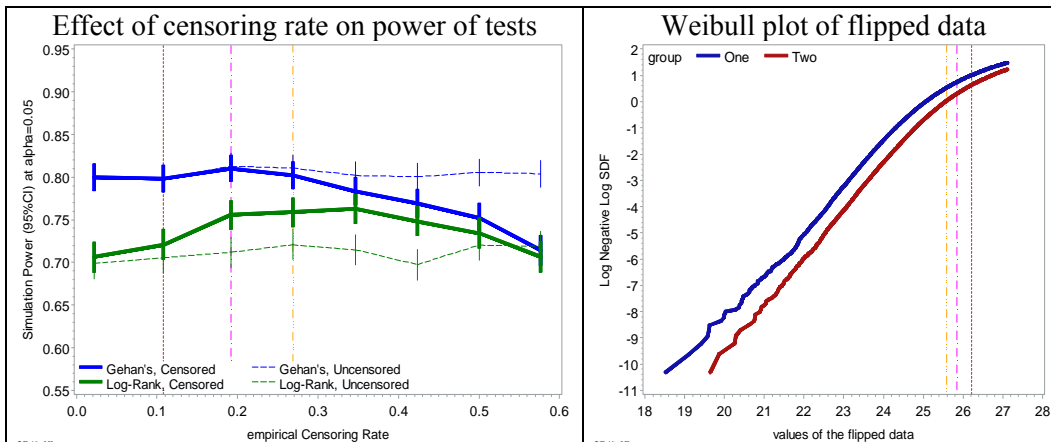 Effect of censoring rate on power of tests
Simulation Power (95%CI) at alpha=0.05
0.95
0.90
0.85
0.80
0.75
0.70
0.65
0.60
0.55
Gehan's, Censored Gehan's, Uncensored
Log-Rank, Censored Log-Rank, Uncensored
0.0 0.1 0.2 0.3 0.4 0.5 0.6
empirical Censoring Rate
Weibull plot of flipped data
group One Two
Log Negative Log SDF
2
1
0
-1
-2
-3
-4
-5
-6
-7
-8
-9
-10
-11
18 19 20 21 22 23 24 25 26 27 28
values of the flipped data